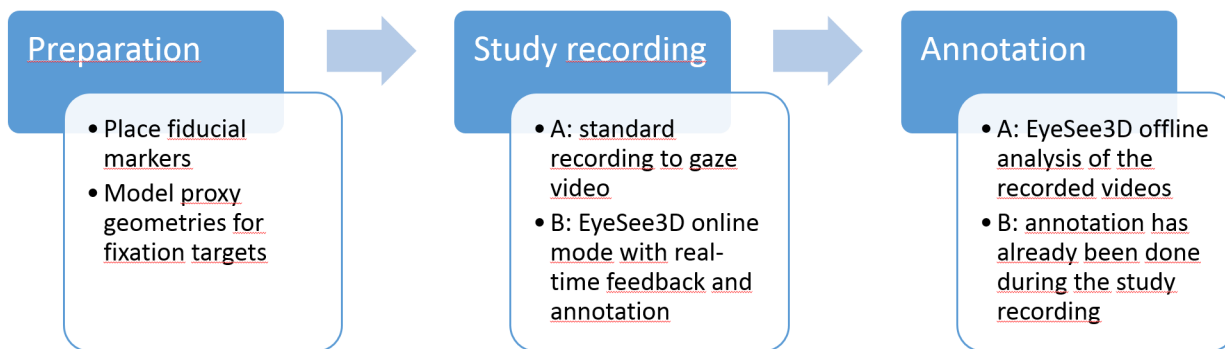 Preparation
• Place fiducial
markers
• Model proxy
geometries for
fixation targets
Study recording
• A: standard
recording to gaze
video
• B: EyeSee3D online
mode with real-
time feedback and
annotation
Annotation
• A: EyeSee3D offline
analysis of the
recorded videos
• B: annotation has
already been done
during the study
recording